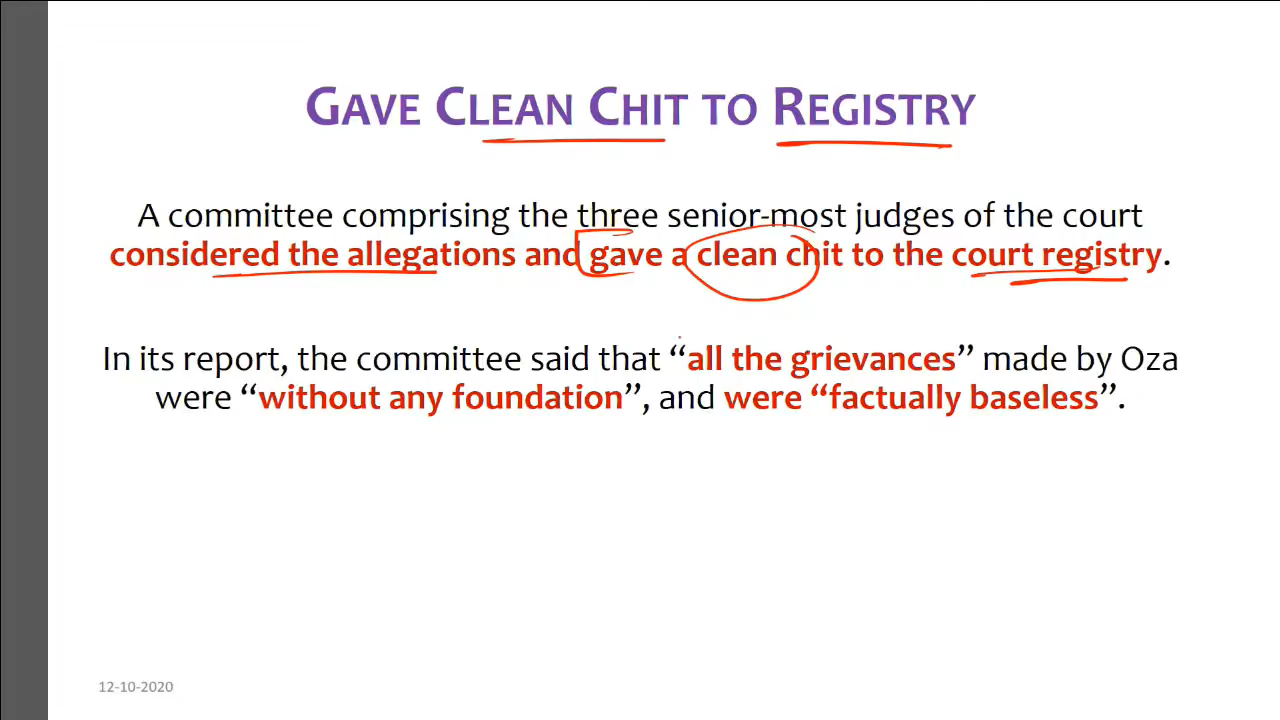 GAVE CLEAN CHIT TO REGISTRY
A committee comprising the three senior-most judges of the court
considered the allegations and gave a clean chit to the court registry.
In its report, the committee said that “all the grievances” made by Oza
were “without any foundation”, and were “factually baseless”.
12-10-2020